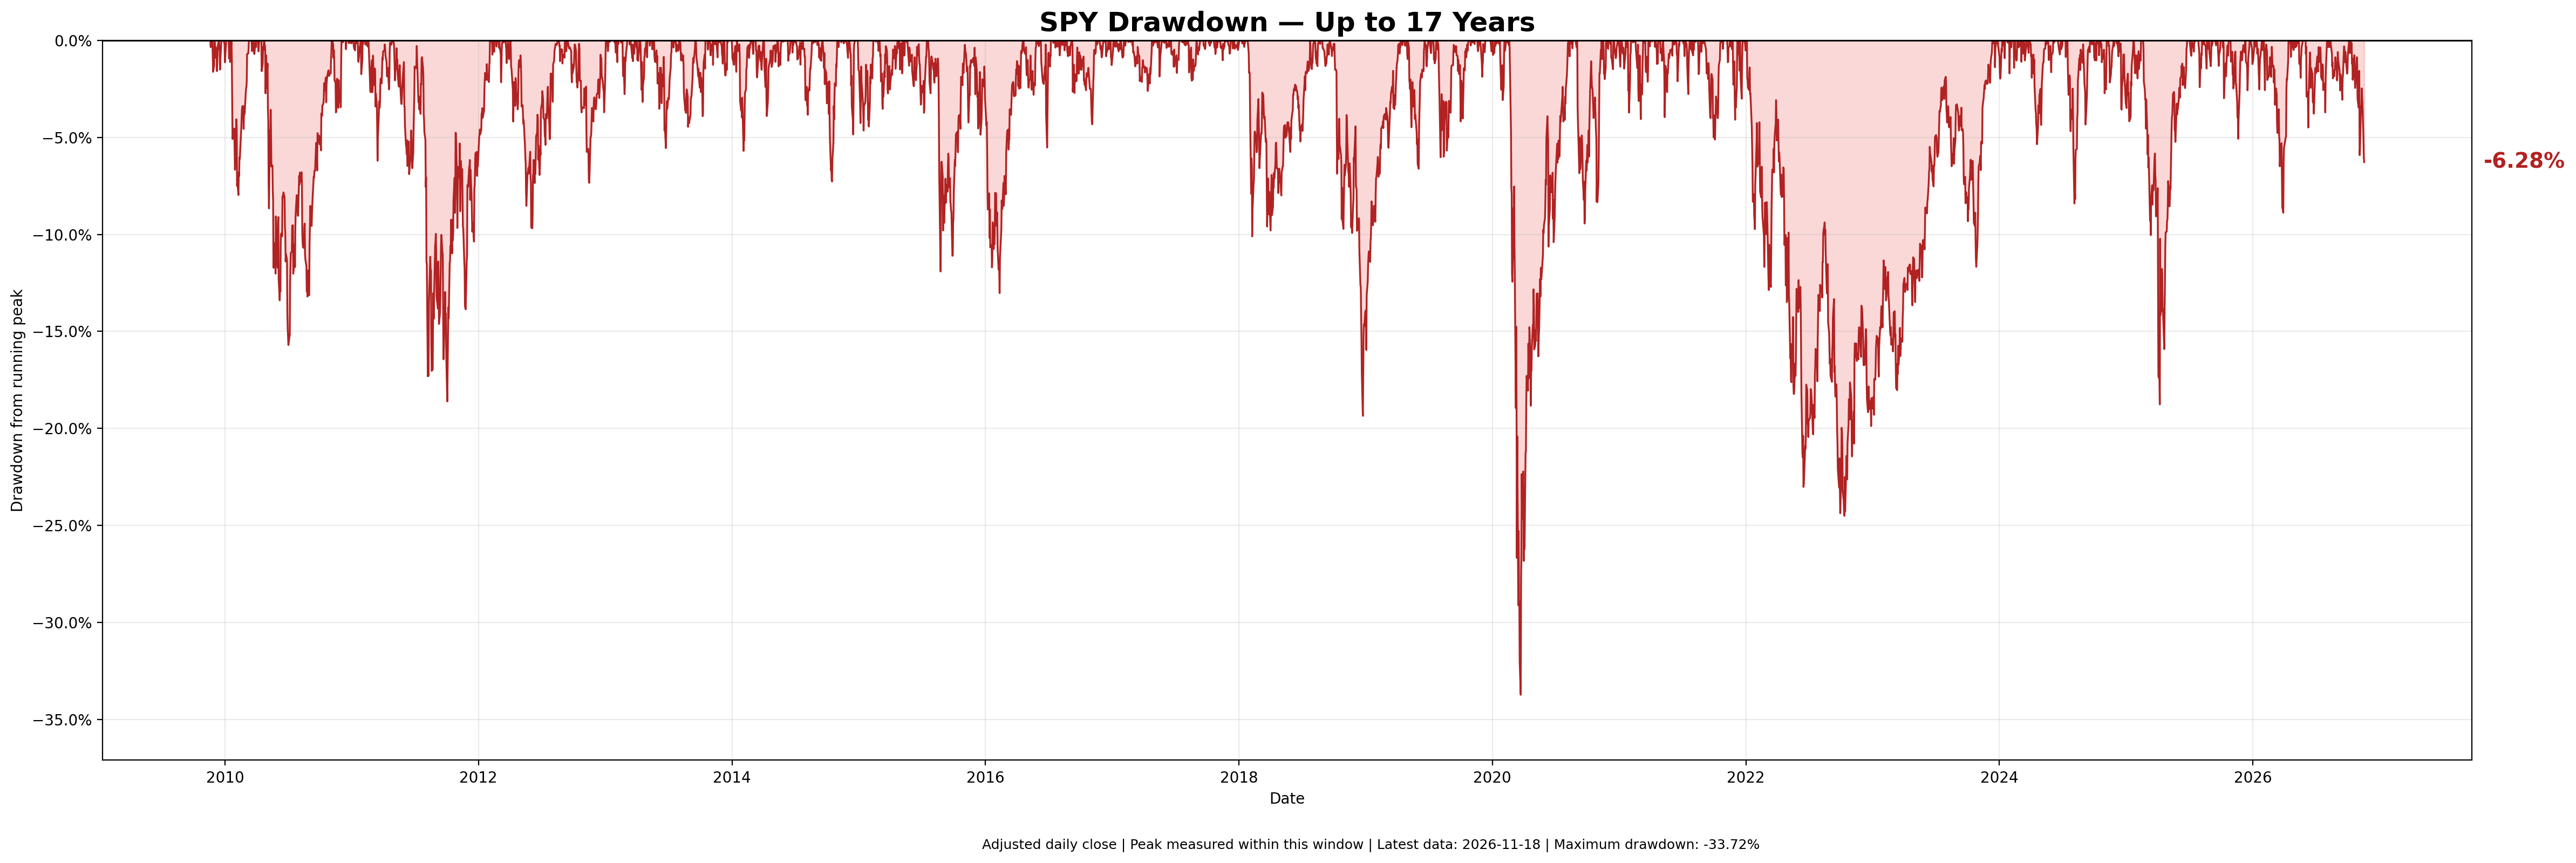 SPY Drawdown — Up to 17 Years
0.0%
−5.0%
−10.0%
−15.0%
−20.0%
−25.0%
−30.0%
−35.0%
Drawdown from running peak
-6.28%
2010 2012 2014 2016 2018 2020 2022 2024 2026
Date
Adjusted daily close | Peak measured within this window | Latest data: 2026-11-18 | Maximum drawdown: -33.72%